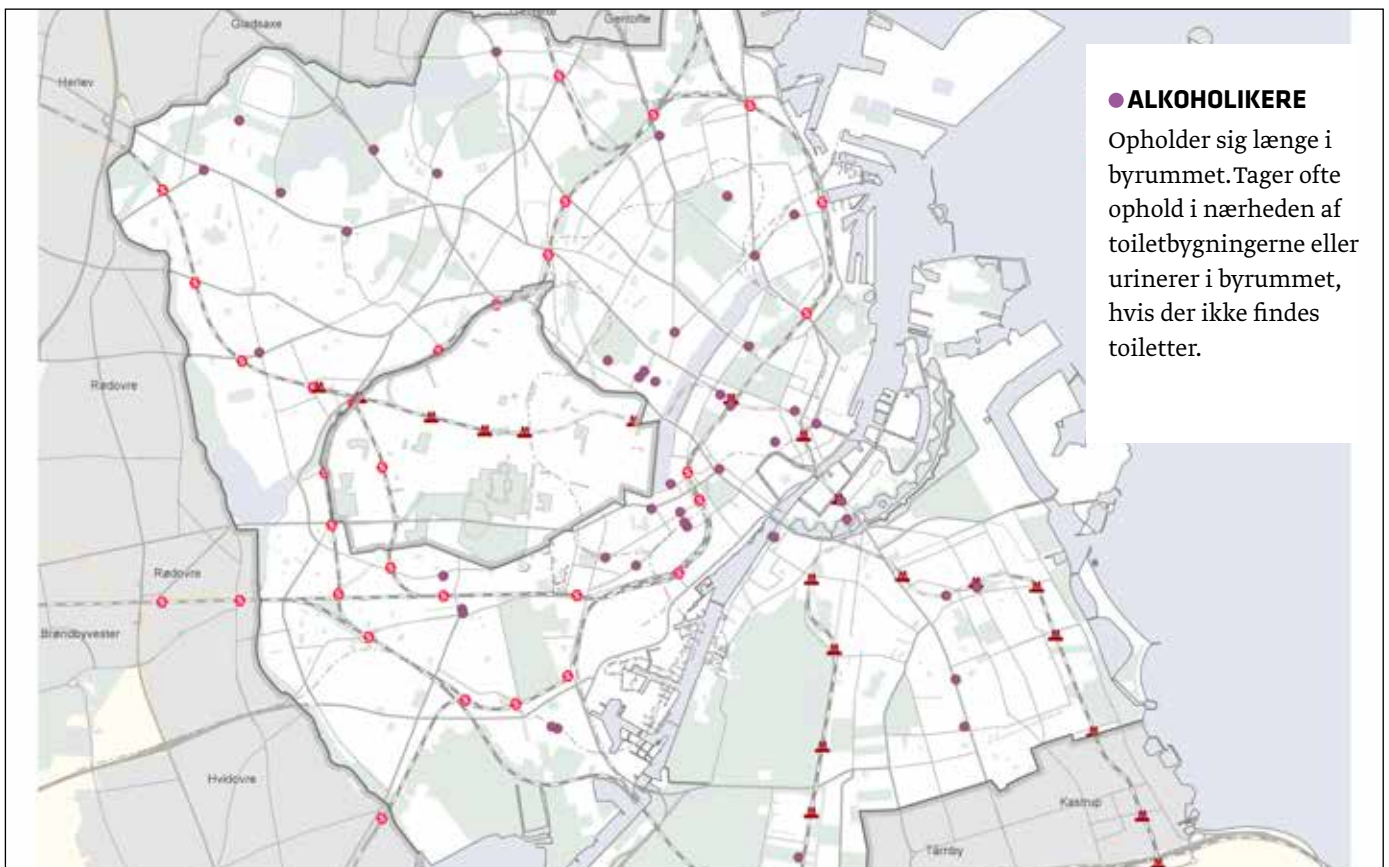 Gladsaxe
Gentofte
Herlev
Rødovre
Rødovre
Brøndbyvester
Hvidovre
Kastrup
Tårnby
ALKOHOLIKERE
Opholder sig længe i
byrummet. Tager ofte
ophold i nærheden af
toiletbygningerne eller
urinerer i byrummet,
hvis der ikke findes
toiletter.